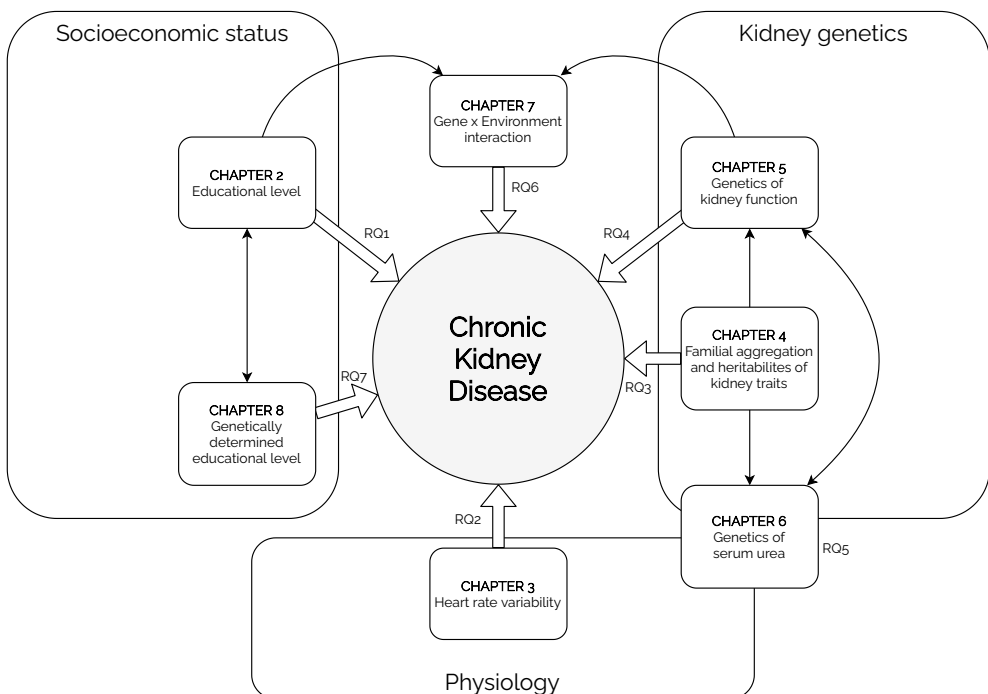 Socioeconomic status
Kidney genetics
CHAPTER 7
Gene x Environment
interaction
CHAPTER 2
Educational level
CHAPTER 5
Genetics of
kidney function
RQ6
RQ1
RQ4
Chronic
Kidney
Disease
CHAPTER 4
Familial aggregation
and heritabilites of
kidney traits
RQ3
RQ7
CHAPTER 8
Genetically
determined
educational level
RQ2
CHAPTER 6
Genetics of
serum urea
RQ5
CHAPTER 3
Heart rate variability
Physiology